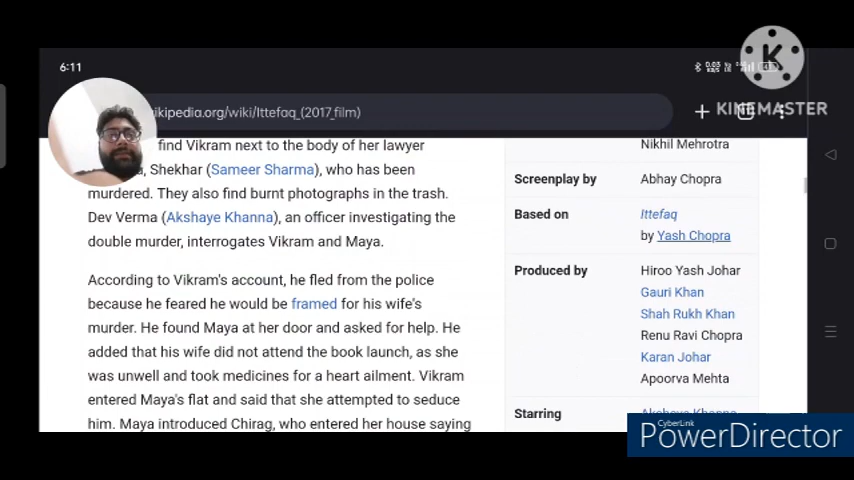 6:11
ikipedia.org/wiki/Ittefaq_(2017_film)
KINEMASTER
find Vikram next to the body of her lawyer
, Shekhar (Sameer Sharma), who has been
murdered. They also find burnt photographs in the trash.
Dev Verma (Akshaye Khanna), an officer investigating the
double murder, interrogates Vikram and Maya.
According to Vikram's account, he fled from the police
because he feared he would be framed for his wife's
murder. He found Maya at her door and asked for help. He
added that his wife did not attend the book launch, as she
was unwell and took medicines for a heart ailment. Vikram
entered Maya's flat and said that she attempted to seduce
him. Maya introduced Chirag, who entered her house saying
Nikhil Mehrotra
Screenplay by Abhay Chopra
Based on Ittefaq
by Yash Chopra
Produced by Hiroo Yash Johar
Gauri Khan
Shah Rukh Khan
Renu Ravi Chopra
Karan Johar
Apoorva Mehta
Starring Akshaye Khanna
CyberLink
PowerDirector